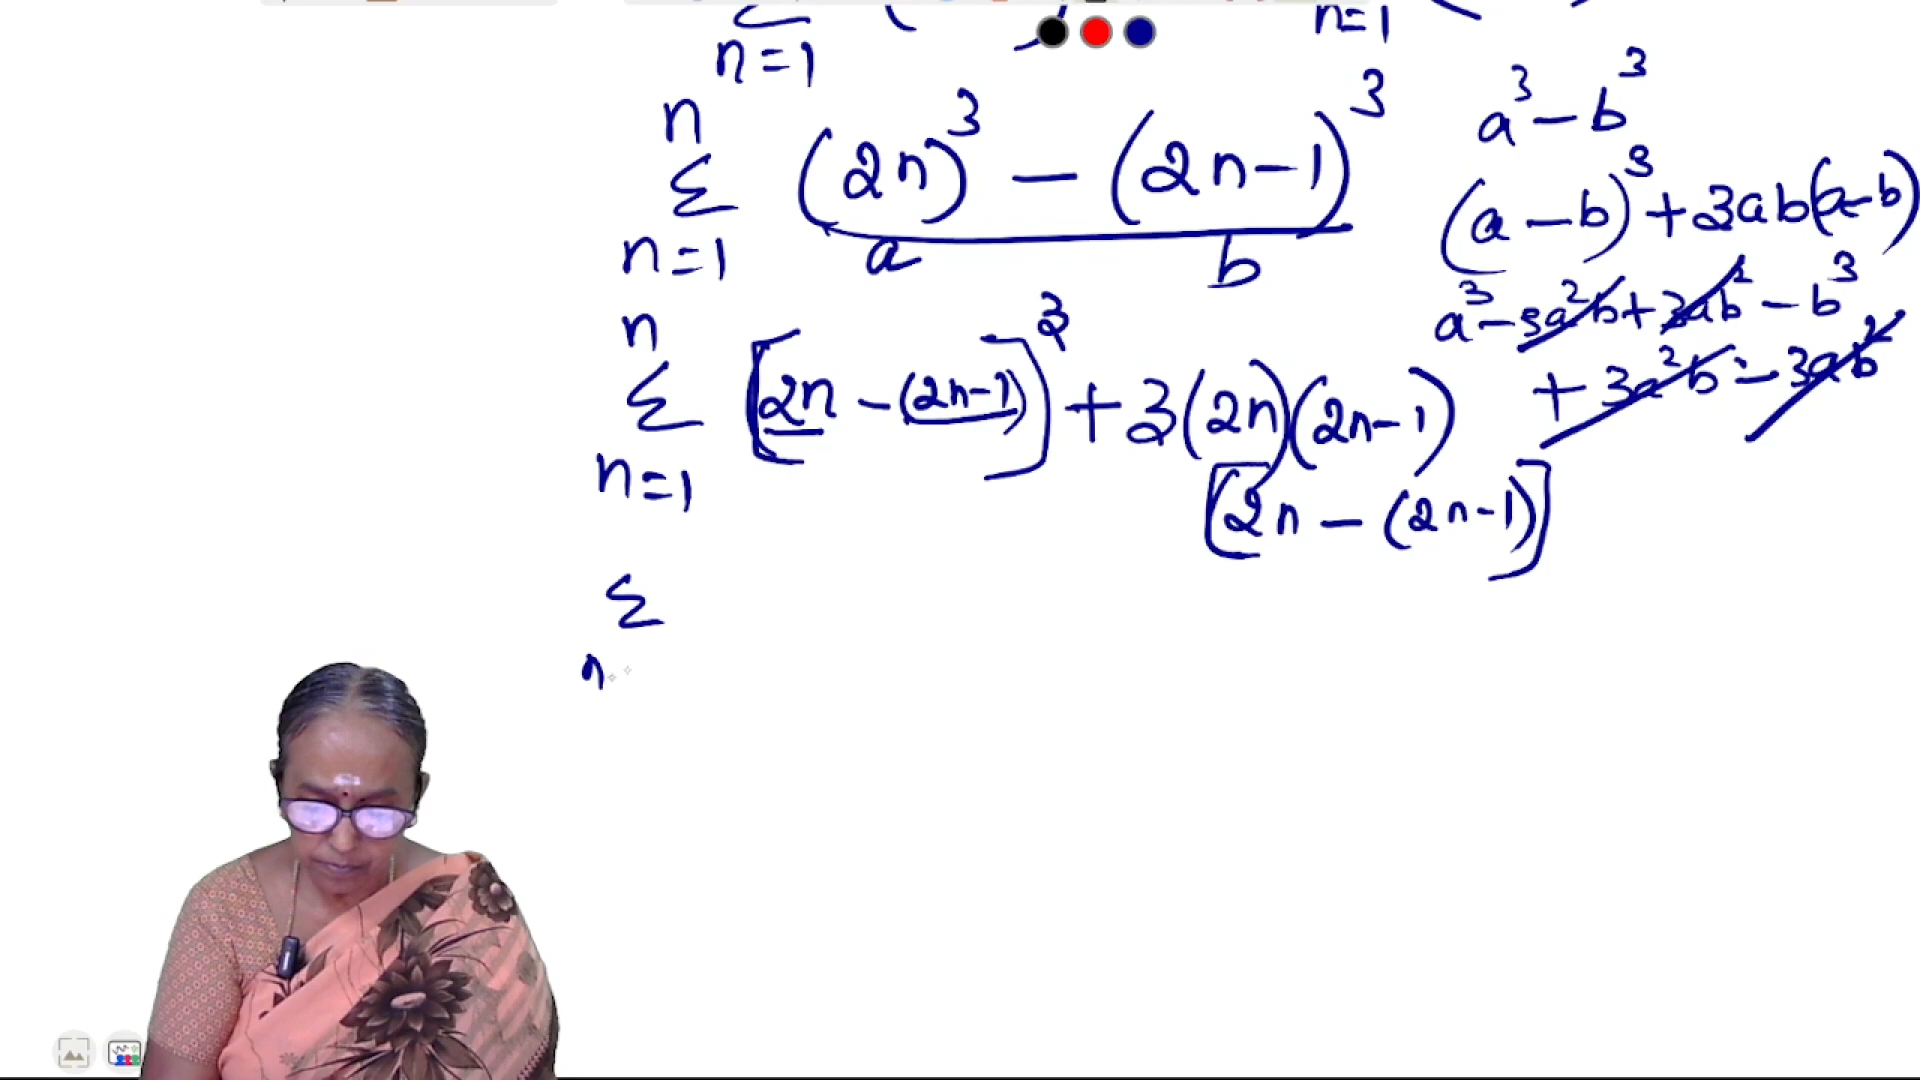 n=1 n=1
n
Σ (2n)³ − (2n−1)³
n=1 a b
a³−b³
(a−b)³+3ab(a−b)
a³−3a²b+3ab²−b³
+3a²b−3ab²
n
Σ [2n−(2n−1)]³+3(2n)(2n−1)
n=1 [2n−(2n−1)]
Σ
n